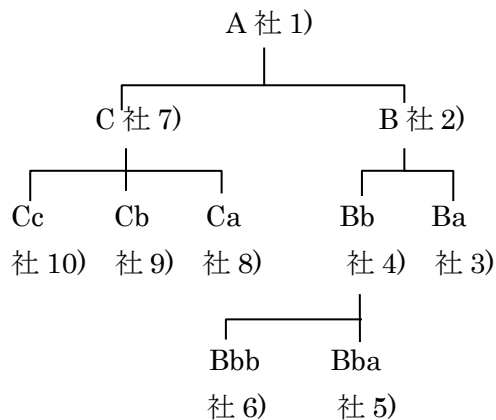 A 社 1)
C 社 7) B 社 2)
Cc Cb Ca Bb Ba
社 10) 社 9) 社 8) 社 4) 社 3)
Bbb Bba
社 6) 社 5)